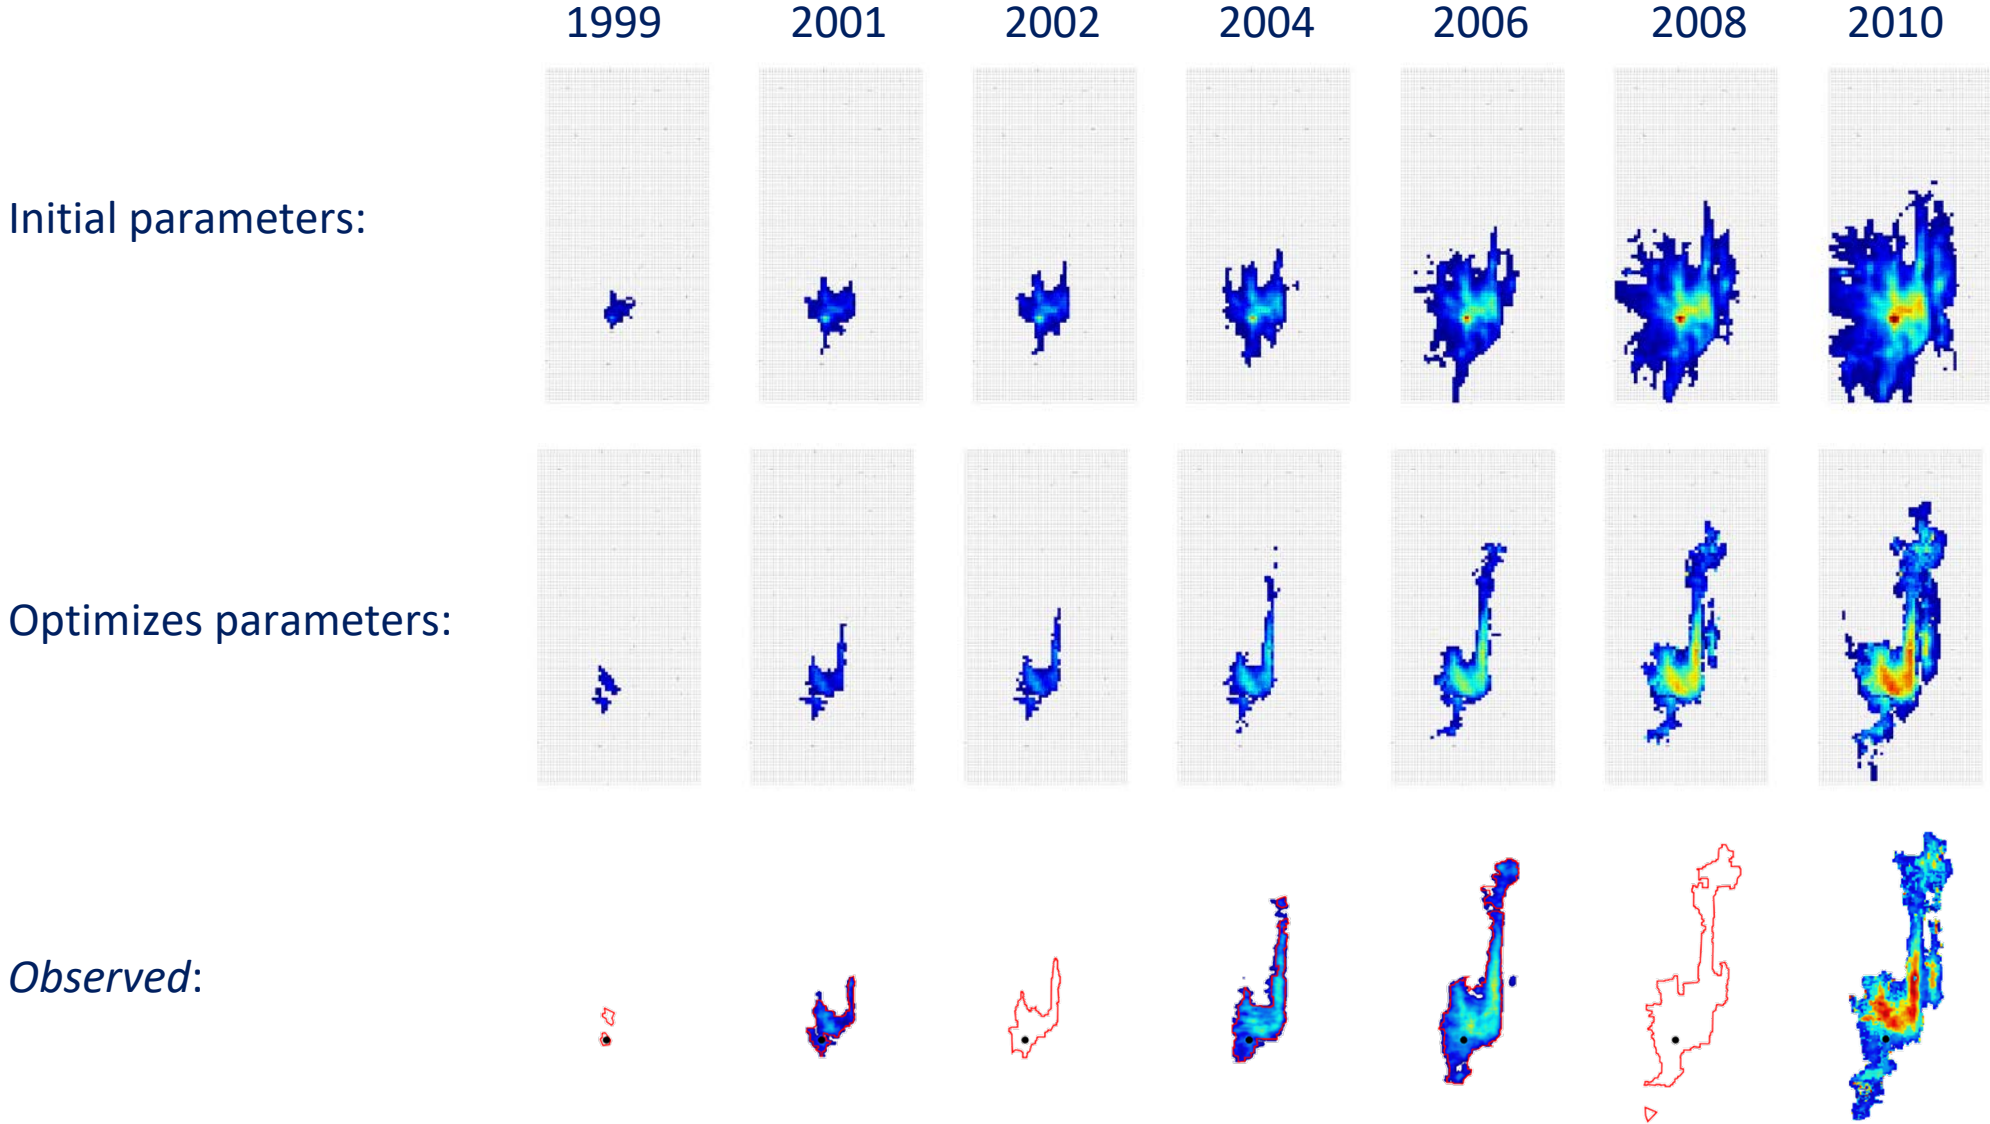 1999 2001 2002 2004 2006 2008 2010
Initial parameters:
Optimizes parameters:
Observed: